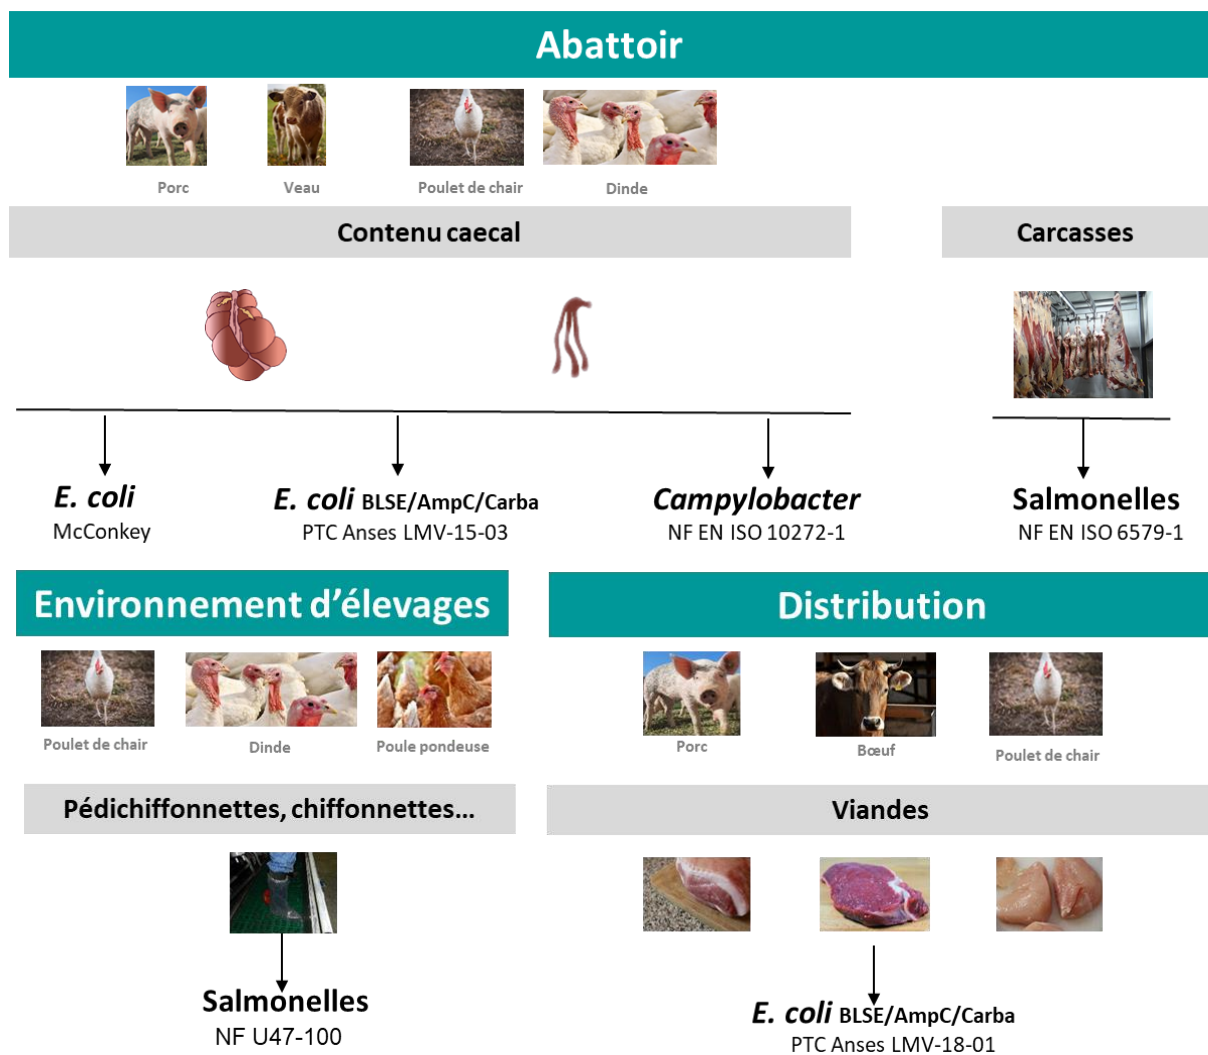 Abattoir
Porc
Veau
Poulet de chair
Dinde
Contenu caecal
Carcasses
E. coli
McConkey
E. coli BLSE/AmpC/Carba
PTC Anses LMV-15-03
Campylobacter
NF EN ISO 10272-1
Salmonelles
NF EN ISO 6579-1
Environnement d’élevages
Poulet de chair
Dinde
Poule pondeuse
Pédichiffonnettes, chiffonnettes…
Salmonelles
NF U47-100
Distribution
Porc
Bœuf
Poulet de chair
Viandes
E. coli BLSE/AmpC/Carba
PTC Anses LMV-18-01